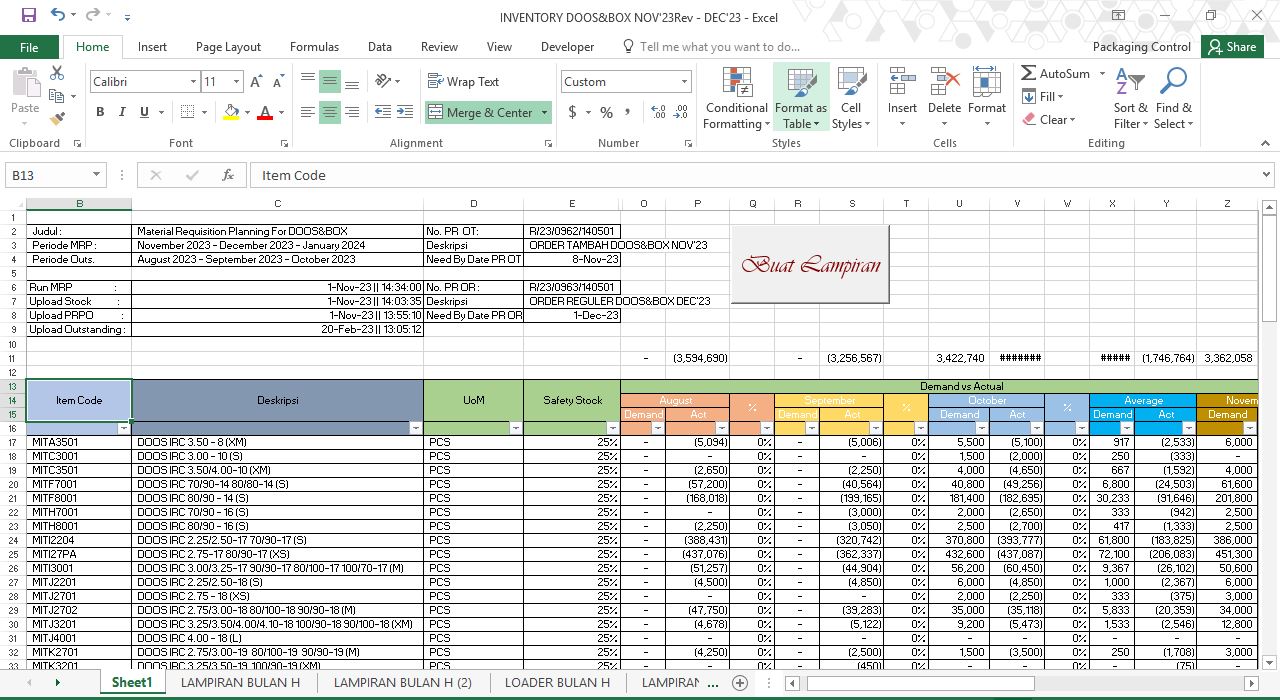 INVENTORY DOOS&BOX NOV'23Rev - DEC'23 - Excel
File Home Insert Page Layout Formulas Data Review View Developer Tell me what you want to do... Packaging Control Share
Calibri 11 Wrap Text Custom AutoSum
Paste Conditional Formatting Format as Table Cell Styles Insert Delete Format Fill Sort & Filter Find & Select
B I U Merge & Center $ % , Clear
Clipboard Font Alignment Number Styles Cells Editing
B13 fx Item Code
B C D E O P Q R S T U V W X Y Z
1
2 Judul : Material Requisition Planning For DOOS&BOX No. PR OT: R/23/0972/140501
3 Periode MRP : November 2023 - December 2023 - January 2024 Deskripsi ORDER TAMBAH DOOS&BOX NOV'23
4 Periode Outs. August 2023 - September 2023 - October 2023 Need By Date PR OT 8-Nov-23
Buat Lampiran
5
6 Run MRP : 1-Nov-23 || 14:34:00 No. PR OR : R/23/0963/140501
7 Upload Stock : 1-Nov-23 || 14:03:35 Deskripsi ORDER REGULER DOOS&BOX DEC'23
8 Upload PRPO : 1-Nov-23 || 13:55:10 Need By Date PR OR 1-Dec-23
9 Upload Outstanding : 20-Feb-23 || 13:05:12
10
11 - (3,594,690) - (3,256,567) 3,422,740 ####### ##### (1,746,764) 3,362,058
12
13 Demand vs Actual
14 Item Code Deskripsi UoM Safety Stock August % September % October % Average Novem
15 Demand Act Demand Act Demand Act Demand Act Demand
16
17 MITA3501 DOOS IRC 3.50 - 8 (XM) PCS 25% - (5,094) 0% - (5,006) 0% 5,500 (5,100) 0% 917 (2,533) 6,000
18 MITC3001 DOOS IRC 3.00 - 10 (S) PCS 25% - - 0% - - 0% 1,500 (2,000) 0% 250 (333) -
19 MITC3501 DOOS IRC 3.50/4.00-10 (XM) PCS 25% - (2,650) 0% - (2,250) 0% 4,000 (4,650) 0% 667 (1,592) 4,000
20 MITF7001 DOOS IRC 70/90-14 80/80-14 (S) PCS 25% - (57,200) 0% - (40,564) 0% 40,800 (49,256) 0% 6,800 (24,503) 61,600
21 MITF8001 DOOS IRC 80/90 - 14 (S) PCS 25% - (168,018) 0% - (199,165) 0% 181,400 (182,695) 0% 30,233 (91,646) 201,800
22 MITH7001 DOOS IRC 70/90 - 16 (S) PCS 25% - - 0% - (3,000) 0% 2,000 (2,650) 0% 333 (942) 2,500
23 MITH8001 DOOS IRC 80/90 - 16 (S) PCS 25% - (2,250) 0% - (3,050) 0% 2,500 (2,700) 0% 417 (1,333) 2,500
24 MITI2204 DOOS IRC 2.25/2.50-17 70/90-17 (S) PCS 25% - (388,431) 0% - (320,742) 0% 370,800 (393,777) 0% 61,800 (183,825) 386,000
25 MITI27PA DOOS IRC 2.75-17 80/90-17 (XS) PCS 25% - (437,076) 0% - (362,337) 0% 432,600 (437,087) 0% 72,100 (206,083) 451,300
26 MITI3001 DOOS IRC 3.00/3.25-17 90/90-17 80/100-17 100/70-17 (M) PCS 25% - (51,257) 0% - (44,904) 0% 56,200 (60,450) 0% 9,367 (26,102) 50,600
27 MITJ2201 DOOS IRC 2.25/2.50-18 (S) PCS 25% - (4,500) 0% - (4,850) 0% 6,000 (4,850) 0% 1,000 (2,367) 6,000
28 MITJ2701 DOOS IRC 2.75 - 18 (XS) PCS 25% - - 0% - - 0% 2,000 (2,250) 0% 333 (375) 3,000
29 MITJ2702 DOOS IRC 2.75/3.00-18 80/100-18 90/90-18 (M) PCS 25% - (47,750) 0% - (39,283) 0% 35,000 (35,118) 0% 5,833 (20,359) 34,000
30 MITJ3201 DOOS IRC 3.25/3.50/4.00/4.10-18 100/90-18 90/100-18 (XM) PCS 25% - (4,678) 0% - (5,122) 0% 9,200 (5,473) 0% 1,533 (2,546) 12,800
31 MITJ4001 DOOS IRC 4.00 - 18 (L) PCS 25% - - 0% - - 0% - - 0% - - -
32 MITK2701 DOOS IRC 2.75/3.00-19 80/100-19 90/90-19 (M) PCS 25% - (4,250) 0% - (2,500) 0% 1,500 (3,500) 0% 250 (1,708) 3,000
33 MITK3201 DOOS IRC 3.25/3.50-19 100/90-19 (XM) PCS 25% - - 0% - (450) 0% - - 0% - (75) -
Sheet1 LAMPIRAN BULAN H LAMPIRAN BULAN H (2) LOADER BULAN H LAMPIRAN ...